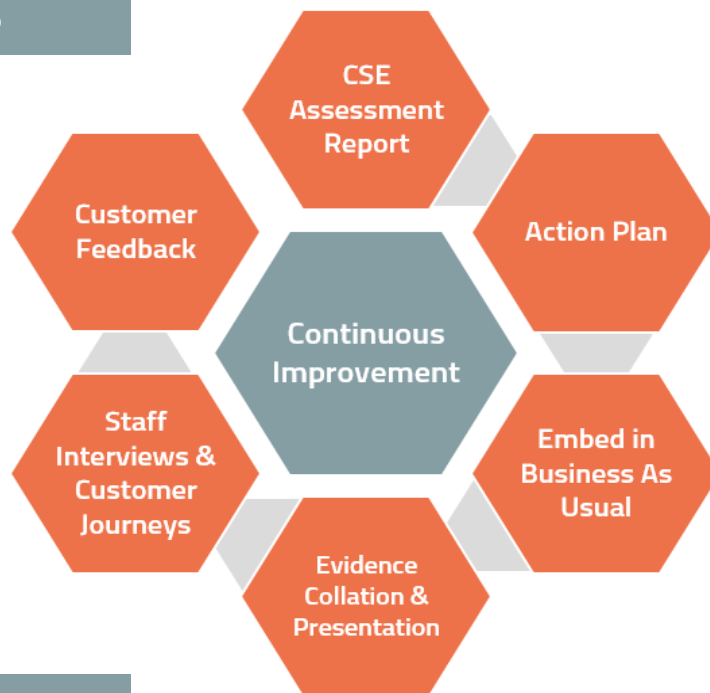 CSE
Assessment
Report
Customer
Feedback
Action Plan
Continuous
Improvement
Staff
Interviews &
Customer
Journeys
Embed in
Business As
Usual
Evidence
Collation &
Presentation